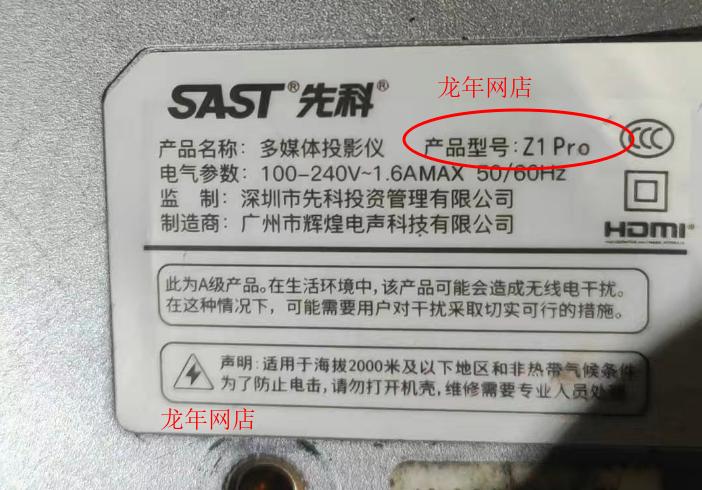 龙年网店
SAST®先科®
产品名称：多媒体投影仪 产品型号：Z1 Pro
电气参数：100-240V~1.6AMAX 50/60Hz
监 制：深圳市先科投资管理有限公司
制造商：广州市辉煌电声科技有限公司
CCC
HDMI
此为A级产品。在生活环境中，该产品可能会造成无线电干扰。
在这种情况下，可能需要用户对干扰采取切实可行的措施。
声明：适用于海拔2000米及以下地区和非热带气候条件
为了防止电击，请勿打开机壳，维修需要专业人员处理
龙年网店